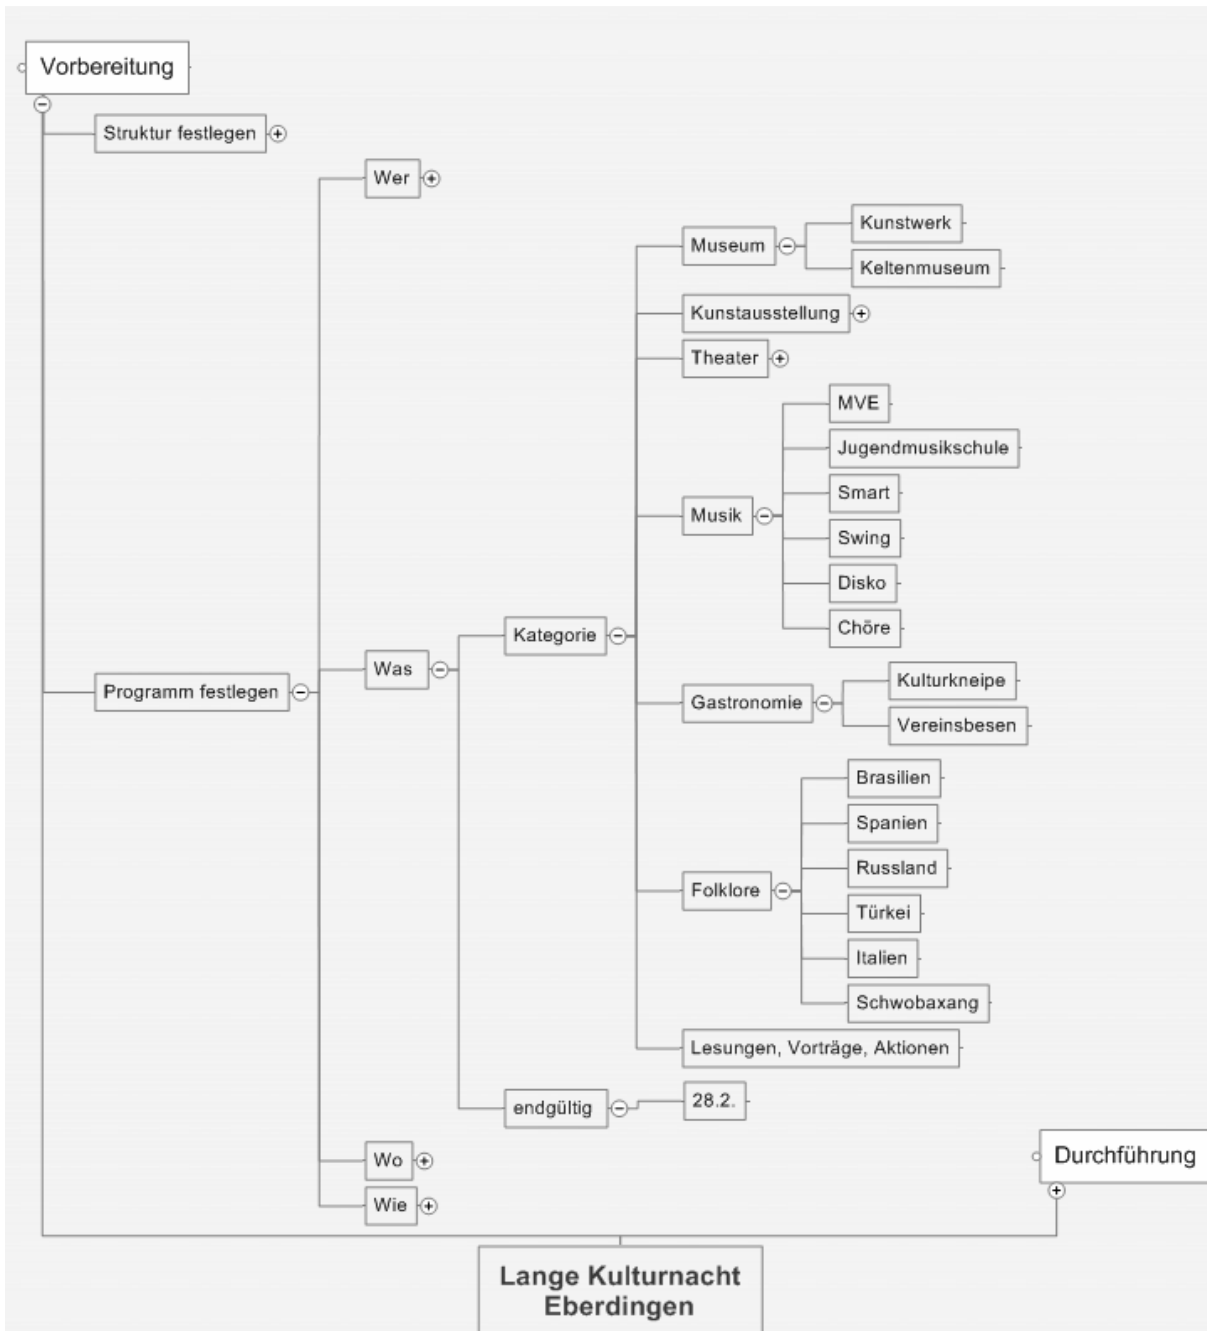 Vorbereitung
Struktur festlegen
Wer
Kunstwerk
Museum
Keltenmuseum
Kunstausstellung
Theater
MVE
Jugendmusikschule
Smart
Musik
Swing
Disko
Chöre
Kategorie
Was
Kulturkneipe
Programm festlegen
Gastronomie
Vereinsbesen
Brasilien
Spanien
Russland
Folklore
Türkei
Italien
Schwobaxang
Lesungen, Vorträge, Aktionen
28.2.
endgültig
Durchführung
Wo
Wie
Lange Kulturnacht
Eberdingen